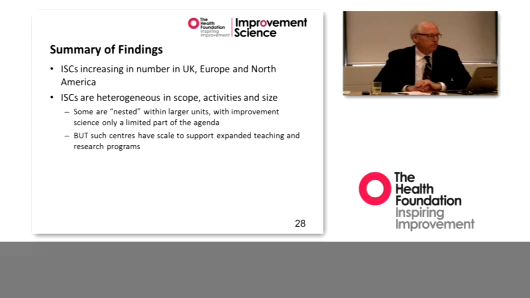 The
Health
Foundation
Inspiring
Improvement
Improvement
Science
Summary of Findings
• ISCs increasing in number in UK, Europe and North
America
• ISCs are heterogeneous in scope, activities and size
– Some are “nested” within larger units, with improvement
science only a limited part of the agenda
– BUT such centres have scale to support expanded teaching and
research programs
28
The
Health
Foundation
Inspiring
Improvement